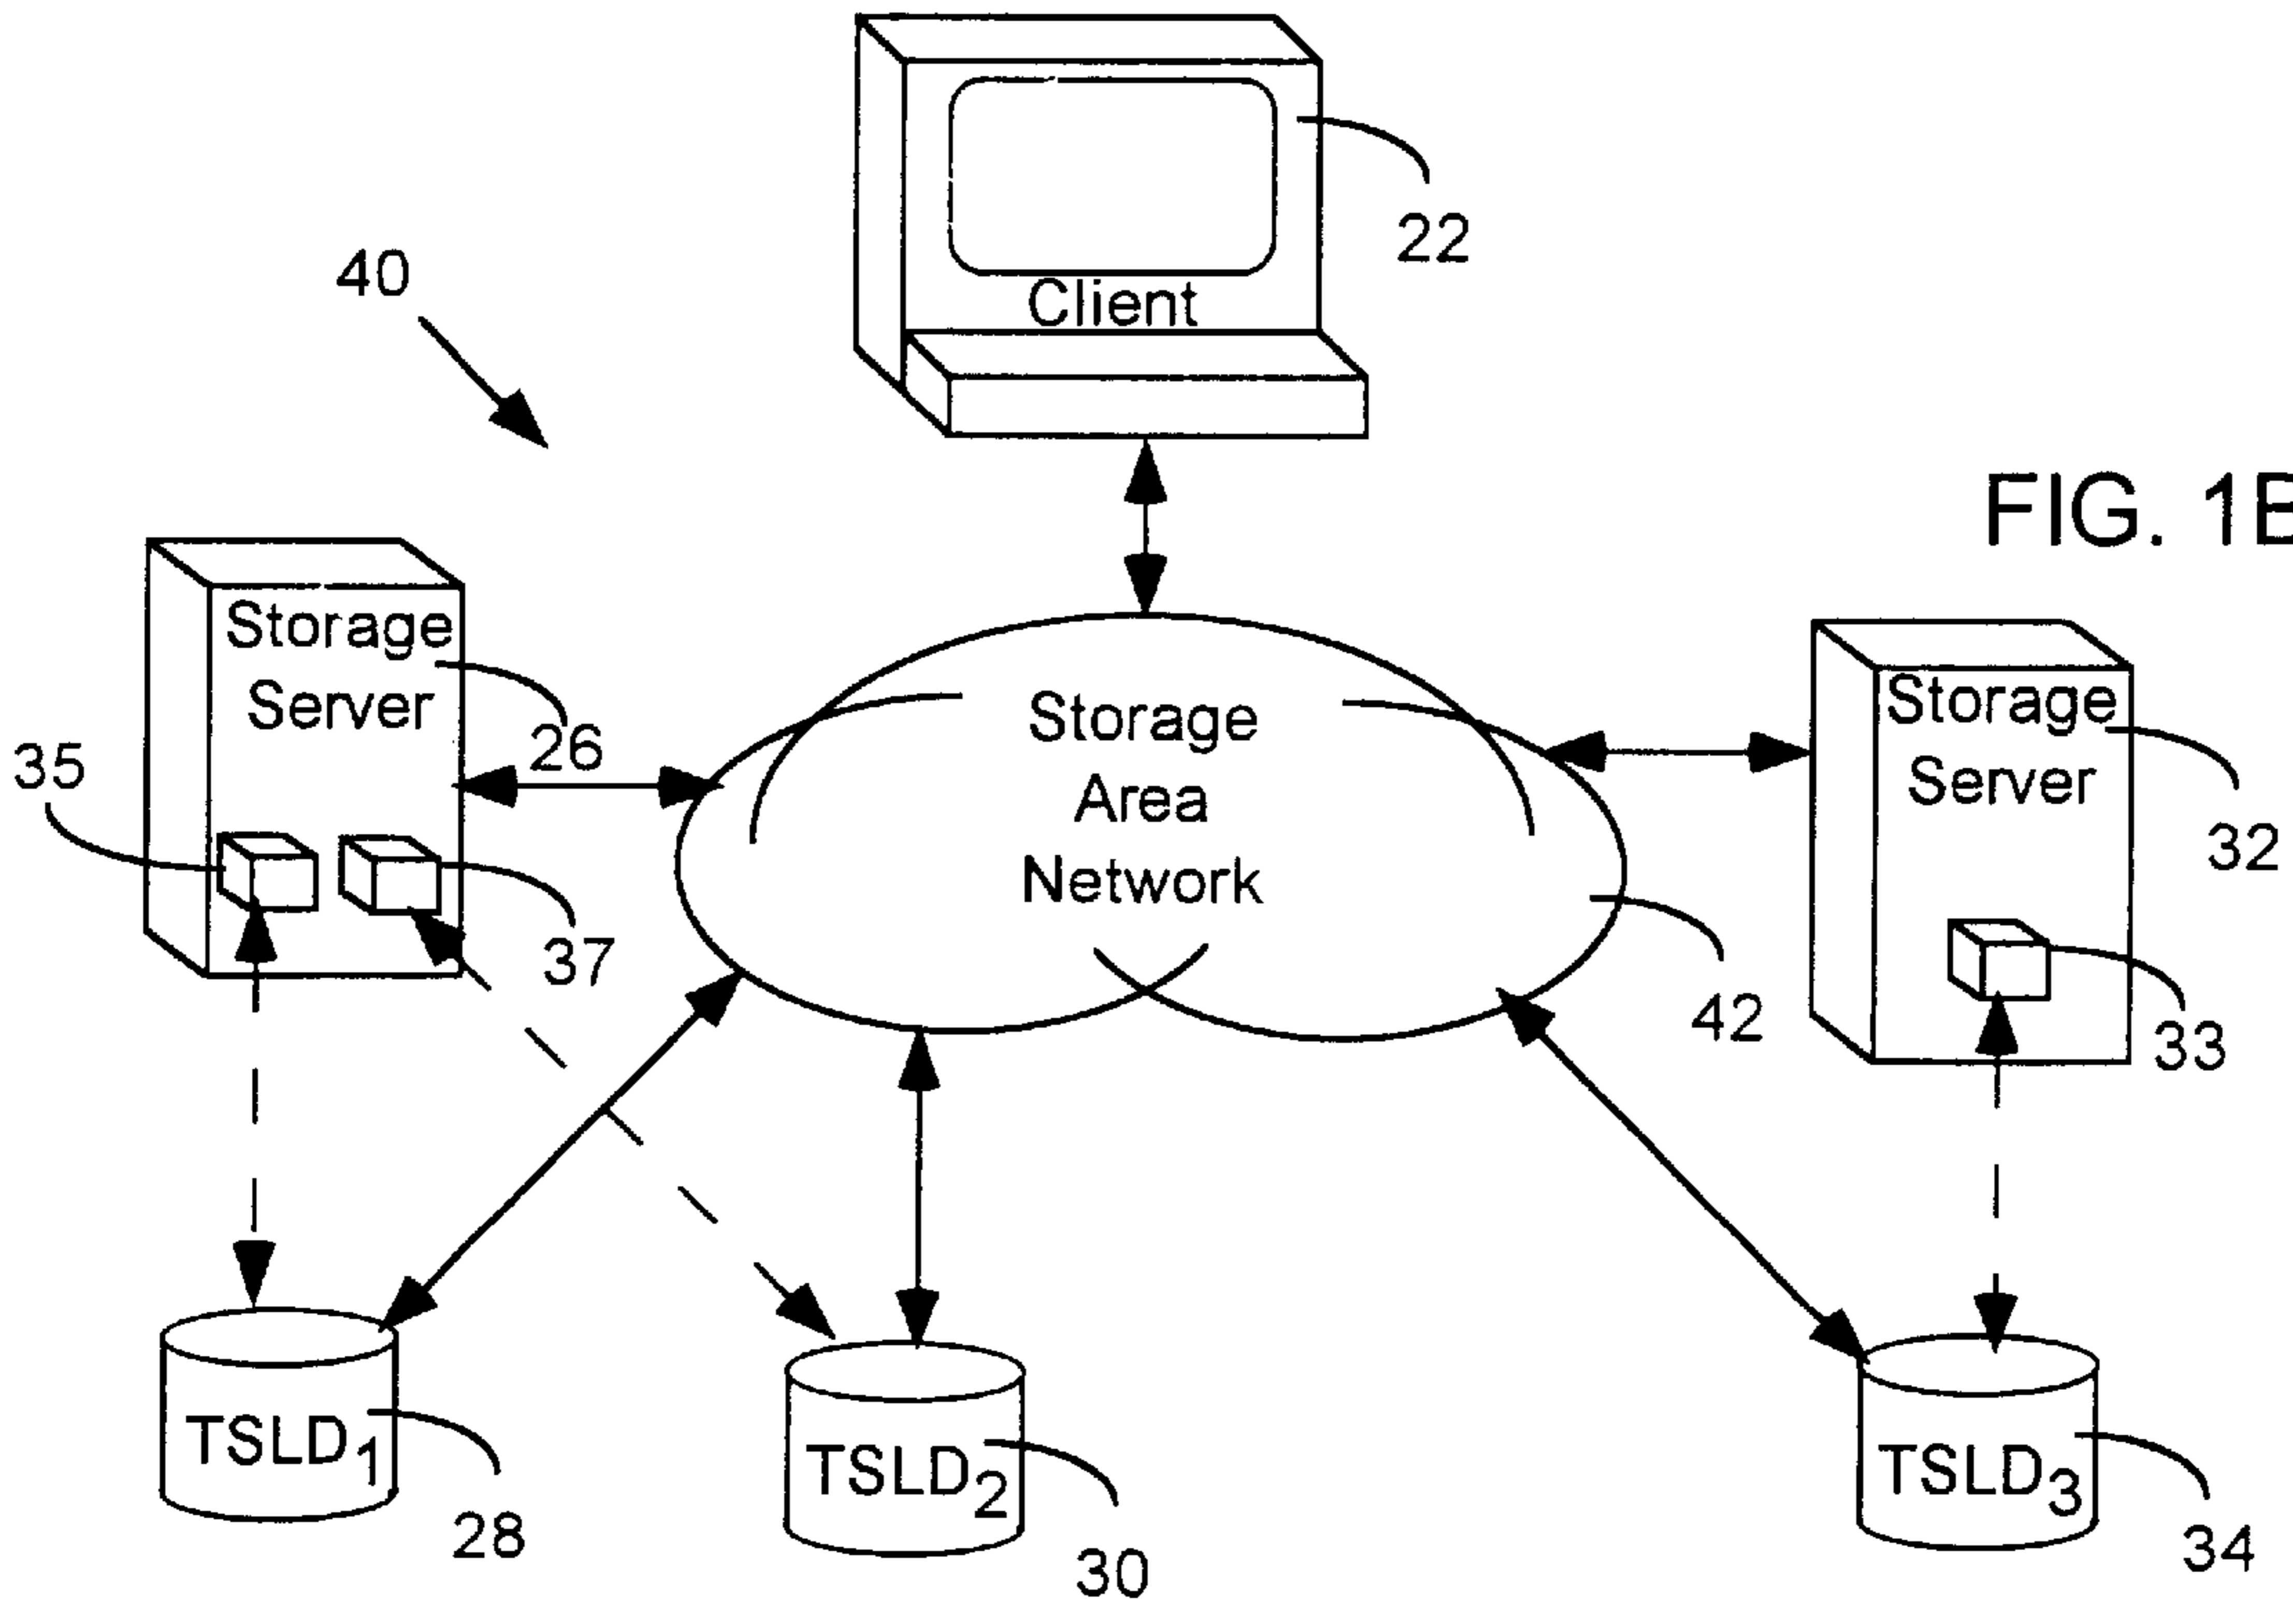 22
Client
40
FIG. 1B
Storage
Server
26
35
37
Storage
Area
Network
42
Storage
Server
32
33
TSLD1
28
TSLD2
30
TSLD3
34